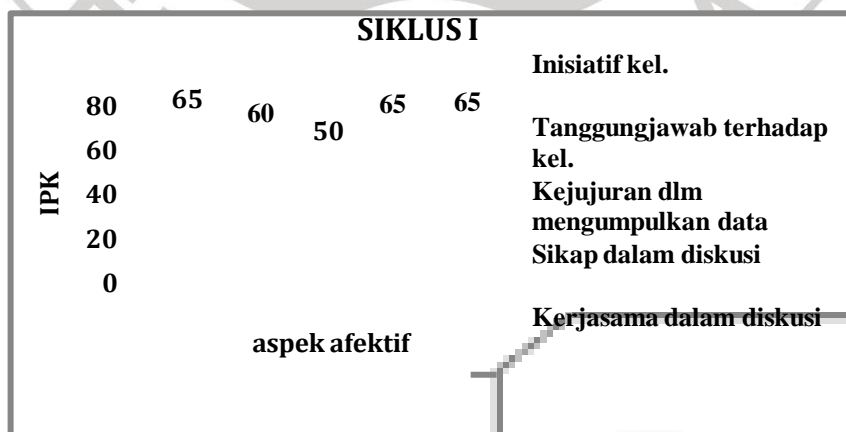 SIKLUS I
80
60
40
20
0
IPK
65
60
50
65
65
aspek afektif
Inisiatif kel.
Tanggungjawab terhadap
kel.
Kejujuran dlm
mengumpulkan data
Sikap dalam diskusi
Kerjasama dalam diskusi